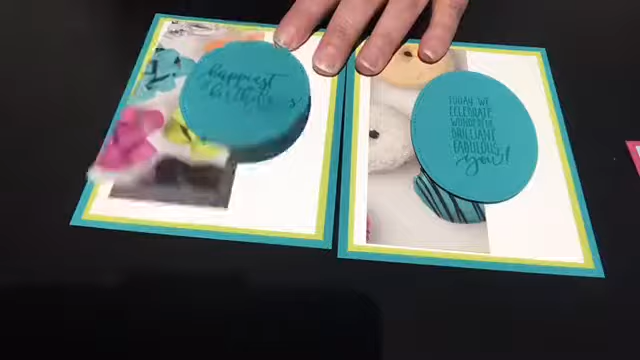 happiest
TODAY WE
CELEBRATE
WONDERFUL
BRILLIANT
FABULOUS
you!